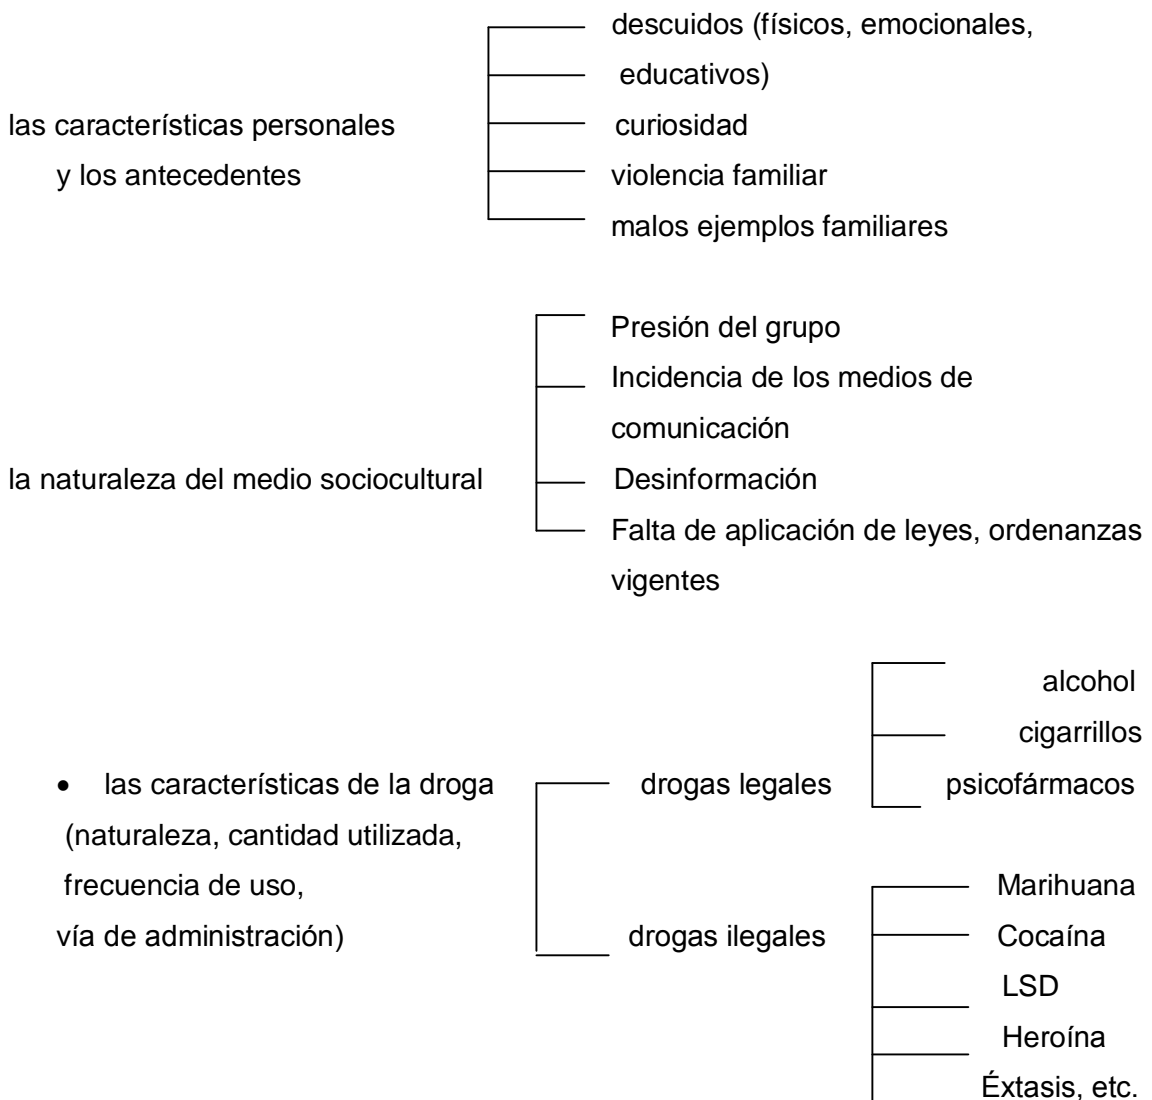 descuidos (físicos, emocionales,
educativos)
las características personales
curiosidad
y los antecedentes
violencia familiar
malos ejemplos familiares
Presión del grupo
Incidencia de los medios de
comunicación
la naturaleza del medio sociocultural
Desinformación
Falta de aplicación de leyes, ordenanzas
vigentes
alcohol
cigarrillos
• las características de la droga
drogas legales
psicofármacos
(naturaleza, cantidad utilizada,
frecuencia de uso,
Marihuana
vía de administración)
drogas ilegales
Cocaína
LSD
Heroína
Éxtasis, etc.